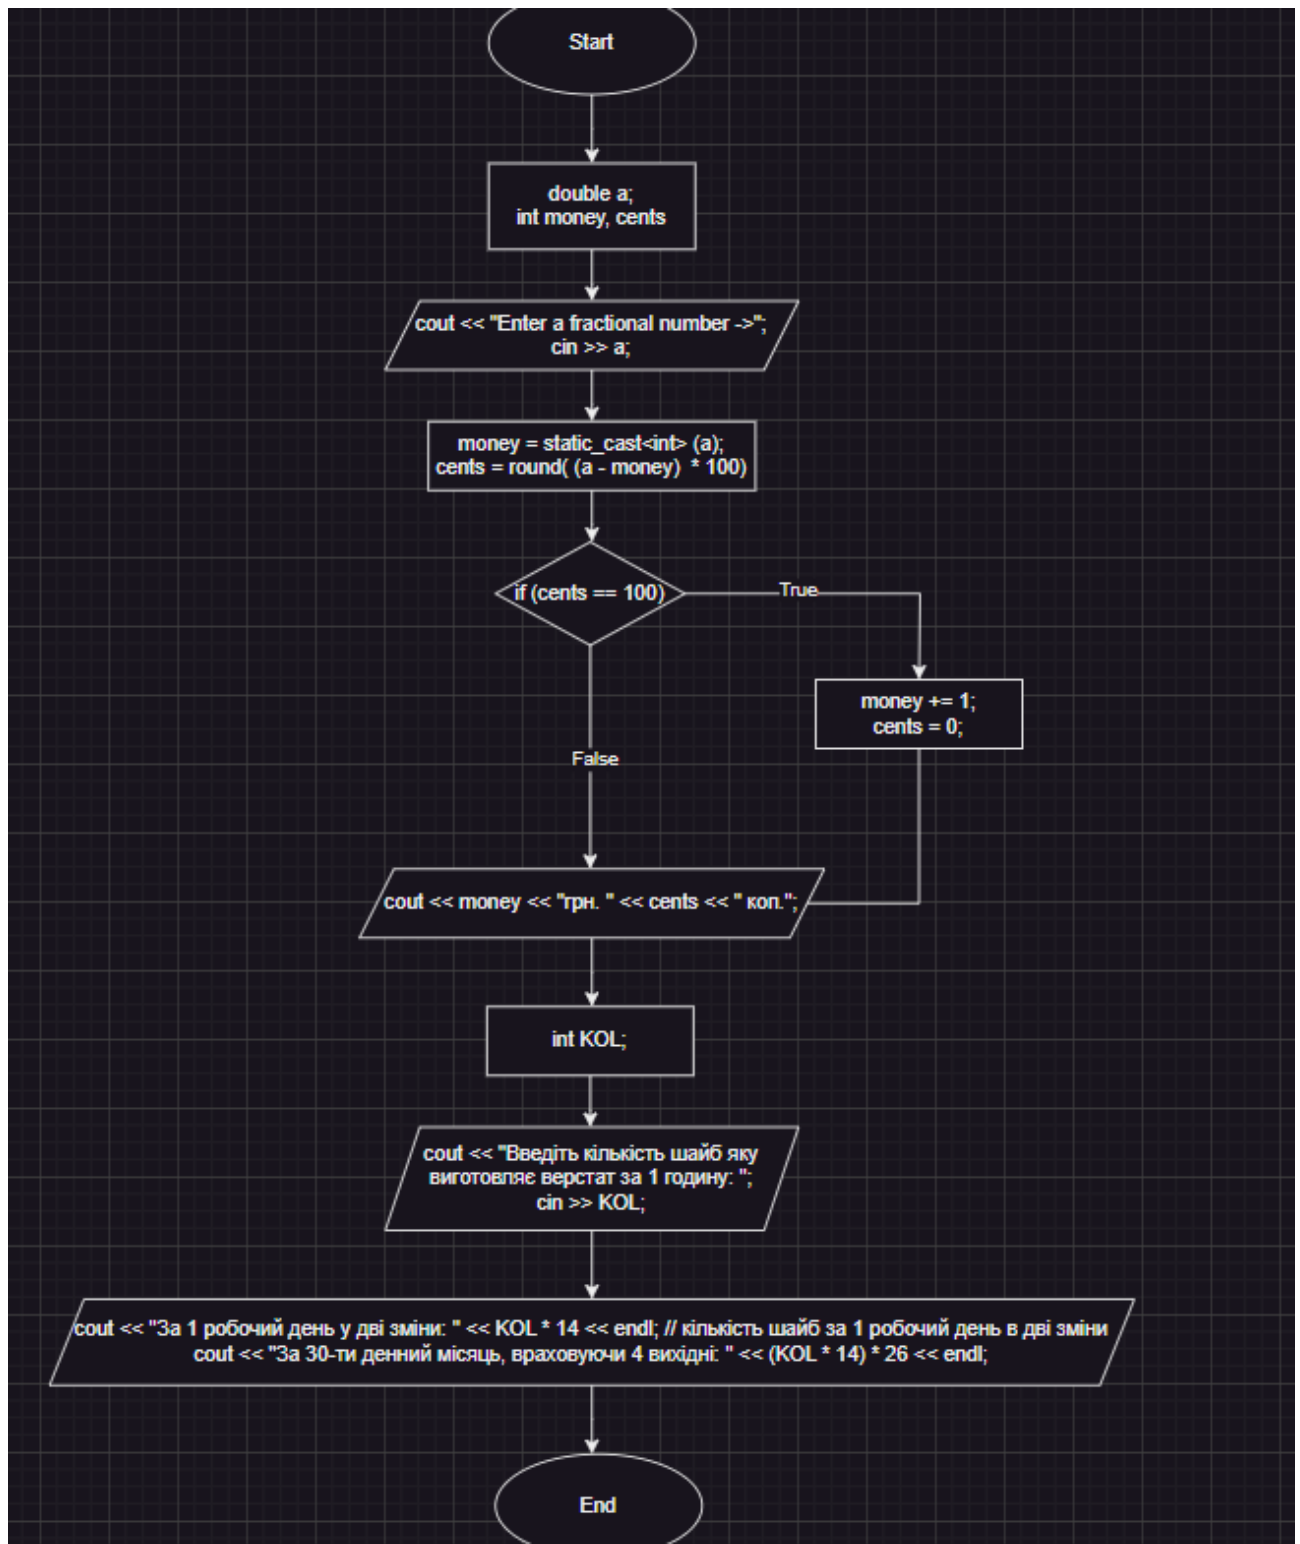 Start
double a;
int money, cents
cout << "Enter a fractional number ->";
cin >> a;
money = static_cast<int> (a);
cents = round( (a - money)  * 100)
if (cents == 100)
True
money += 1;
cents = 0;
False
cout << money << "грн. " << cents << " коп.";
int KOL;
cout << "Введіть кількість шайб яку
виготовляє верстат за 1 годину: ";
cin >> KOL;
cout << "За 1 робочий день у дві зміни: " << KOL * 14 << endl; // кількість шайб за 1 робочий день в дві зміни
cout << "За 30-ти денний місяць, враховуючи 4 вихідні: " << (KOL * 14) * 26 << endl;
End